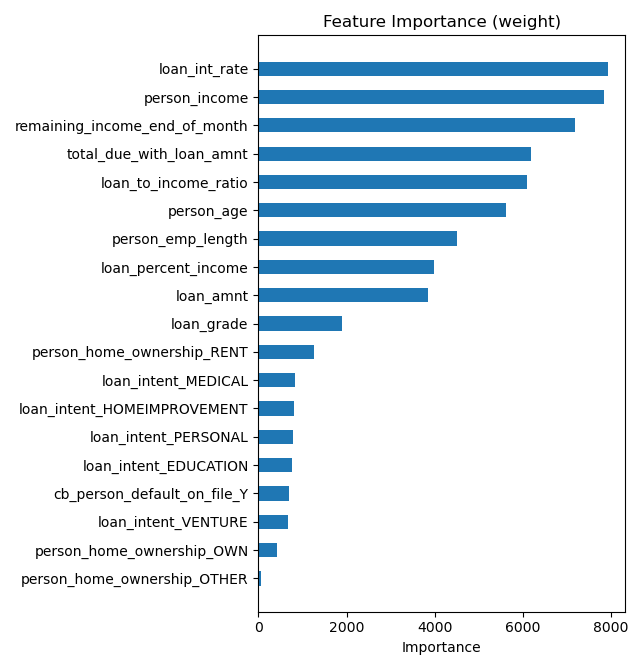 Feature Importance (weight)
loan_int_rate
person_income
remaining_income_end_of_month
total_due_with_loan_amnt
loan_to_income_ratio
person_age
person_emp_length
loan_percent_income
loan_amnt
loan_grade
person_home_ownership_RENT
loan_intent_MEDICAL
loan_intent_HOMEIMPROVEMENT
loan_intent_PERSONAL
loan_intent_EDUCATION
cb_person_default_on_file_Y
loan_intent_VENTURE
person_home_ownership_OWN
person_home_ownership_OTHER
0 2000 4000 6000 8000
Importance